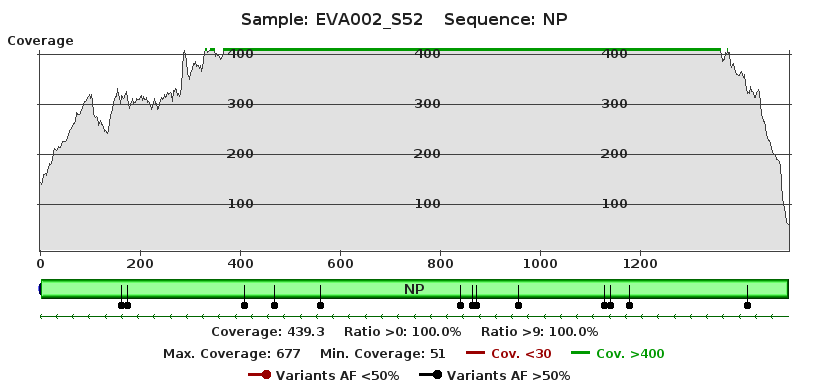 Sample: EVA002_S52 Sequence: NP
Coverage
400 400 400
300 300 300
200 200 200
100 100 100
0 200 400 600 800 1000 1200
NP
Coverage: 439.3 Ratio >0: 100.0% Ratio >9: 100.0%
Max. Coverage: 677 Min. Coverage: 51 Cov. <30 Cov. >400
Variants AF <50% Variants AF >50%